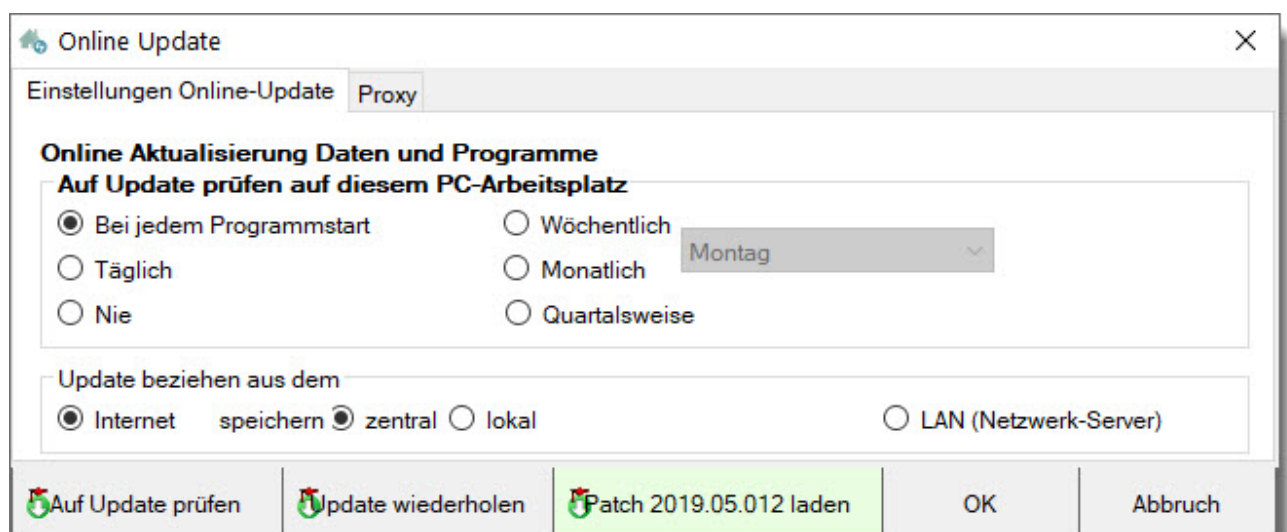 Online Update
Einstellungen Online-Update Proxy
Online Aktualisierung Daten und Programme
Auf Update prüfen auf diesem PC-Arbeitsplatz
Bei jedem Programmstart Wöchentlich Montag
Täglich Monatlich
Nie Quartalsweise
Update beziehen aus dem
Internet speichern zentral lokal LAN (Netzwerk-Server)
Auf Update prüfen Update wiederholen Patch 2019.05.012 laden OK Abbruch